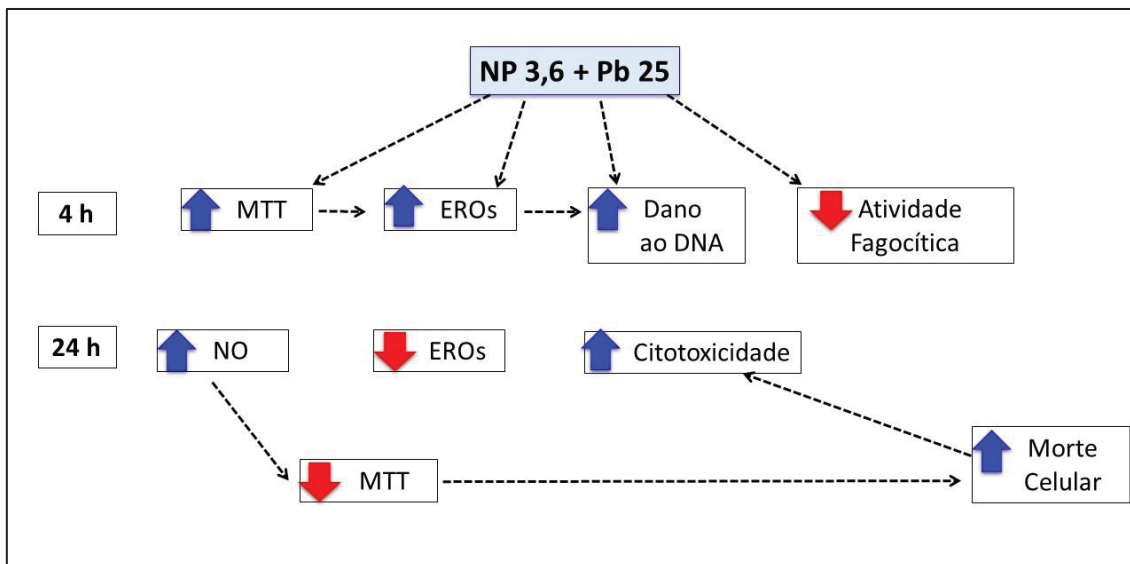 NP 3,6 + Pb 25
4 h
MTT
EROs
Dano
ao DNA
Atividade
Fagocítica
24 h
NO
EROs
Citotoxicidade
MTT
Morte
Celular